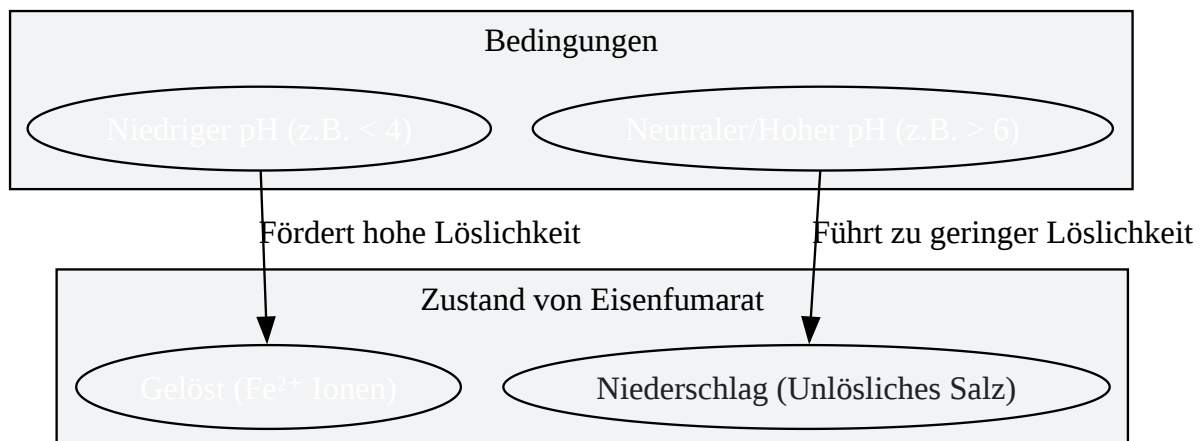 Bedingungen
Niedriger pH (z.B. < 4)
Neutraler/Hoher pH (z.B. > 6)
Fördert hohe Löslichkeit
Führt zu geringer Löslichkeit
Zustand von Eisenfumarat
Gelöst (Fe²⁺ Ionen)
Niederschlag (Unlösliches Salz)